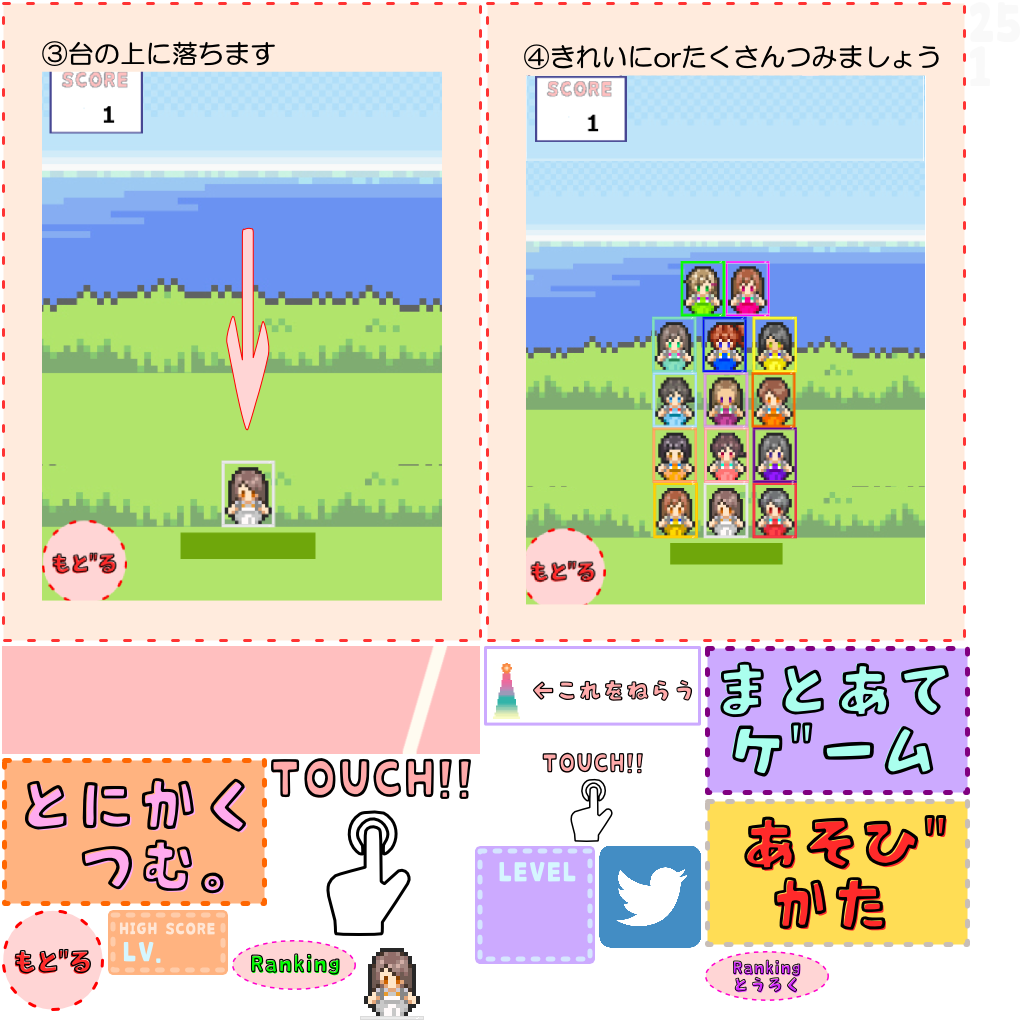 ③台の上に落ちます
SCORE
1
もど"る
④きれいにorたくさんつみましょう
SCORE
1
もど"る
25
1
←これをねらう
まとあて
ゲーム
とにかく
つむ。
TOUCH!!
TOUCH!!
あそび
かた
LEVEL
もど"る
HIGH SCORE
LV.
Ranking
Ranking
とうろく